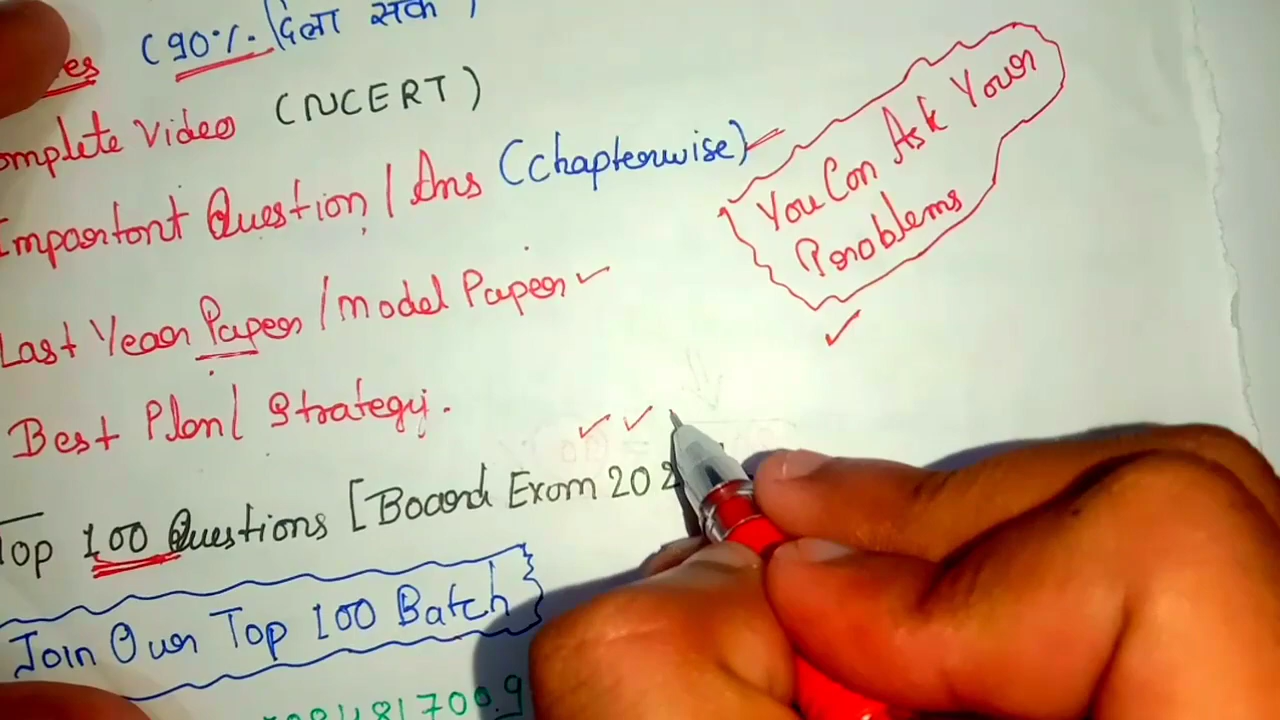 (90% दिला सके)
Complete Video (NCERT)
Important Question / Ans (Chapterwise)
You Can Ask Your
Problems
Last Year Paper / Model Paper
Best Plan / Strategy.
Top 100 Questions [Board Exam 202
Join Our Top 100 Batch